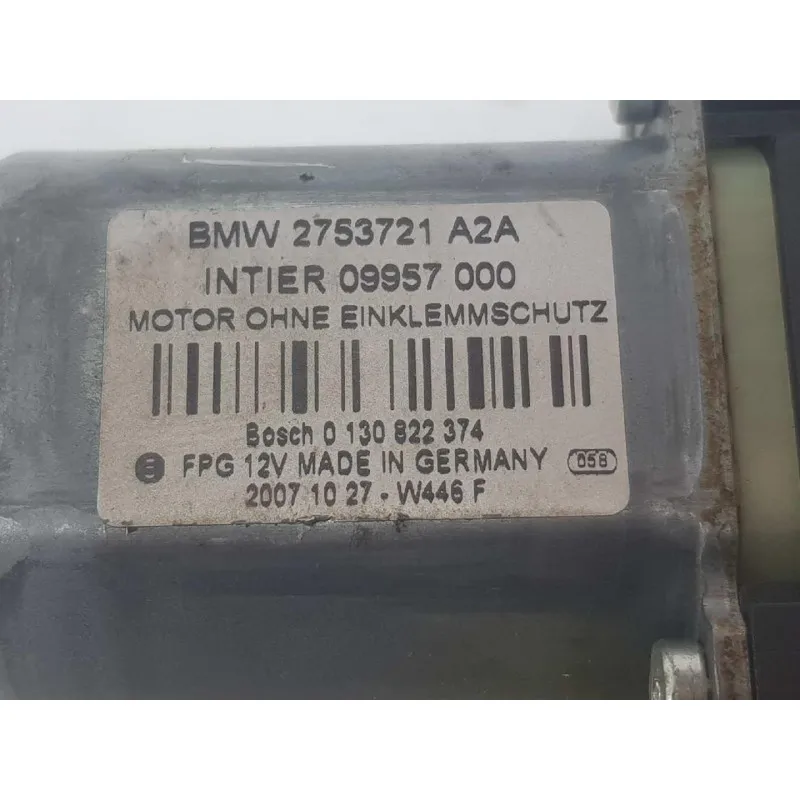 BMW 2753721 A2A
INTIER 09957 000
MOTOR OHNE EINKLEMMSCHUTZ
Bosch 0 130 822 374
FPG 12V MADE IN GERMANY 058
2007 10 27 - W446 F